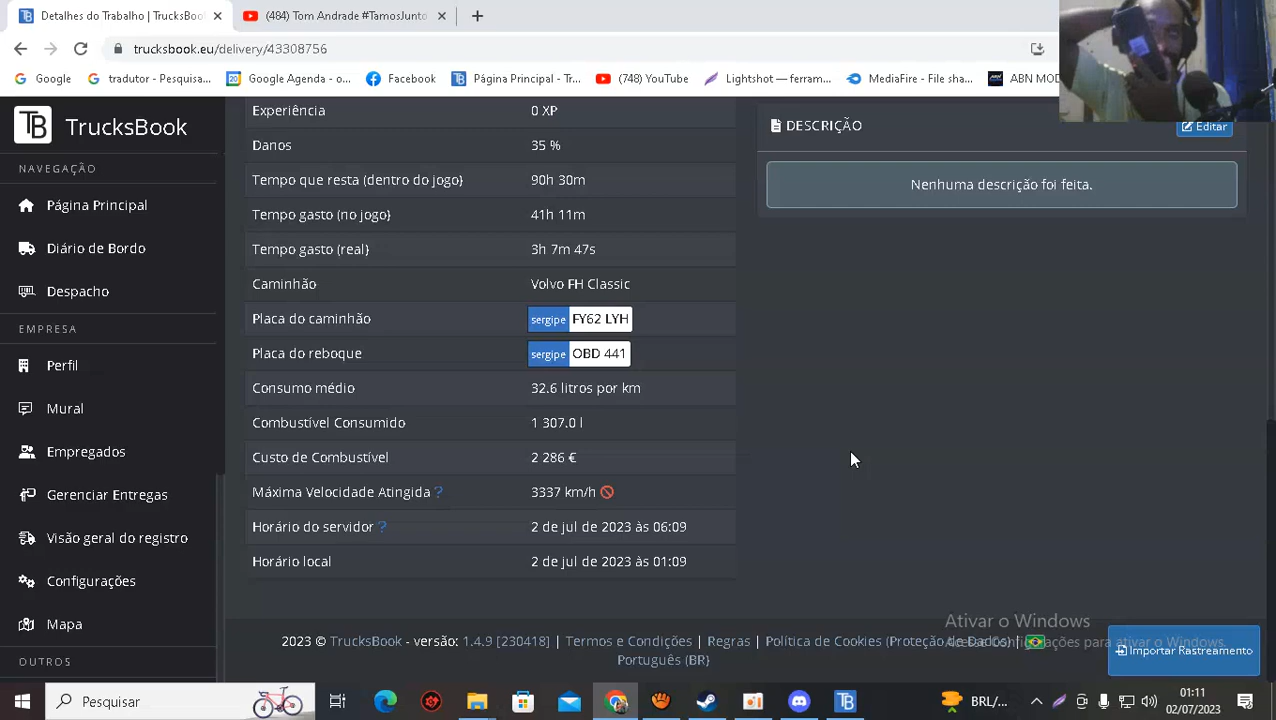 Detalhes do Trabalho | TrucksBo
(484) Tom Andrade #TamosJunto
trucksbook.eu/delivery/43308756
Google
tradutor - Pesquisa...
Google Agenda - o...
Facebook
Página Principal - Tr...
(748) YouTube
Lightshot — ferram...
MediaFire - File sha...
ABN MOD
TB TrucksBook
NAVEGAÇÃO
Página Principal
Diário de Bordo
Despacho
EMPRESA
Perfil
Mural
Empregados
Gerenciar Entregas
Visão geral do registro
Configurações
Mapa
OUTROS
Experiência 0 XP
Danos 35 %
Tempo que resta (dentro do jogo} 90h 30m
Tempo gasto (no jogo} 41h 11m
Tempo gasto (real} 3h 7m 47s
Caminhão Volvo FH Classic
Placa do caminhão sergipe FY62 LYH
Placa do reboque sergipe OBD 441
Consumo médio 32.6 litros por km
Combustível Consumido 1 307.0 l
Custo de Combustível 2 286 €
Máxima Velocidade Atingida ? 3337 km/h
Horário do servidor ? 2 de jul de 2023 às 06:09
Horário local 2 de jul de 2023 às 01:09
DESCRIÇÃO
Editar
Nenhuma descrição foi feita.
2023 © TrucksBook - versão: 1.4.9 [230418] | Termos e Condições | Regras | Política de Cookies (Proteção de Dados) |
Português (BR)
Ativar o Windows
Acesse Configurações para ativar o Windows.
Importar Rastreamento
Pesquisar
BRL/...
01:11
02/07/2023